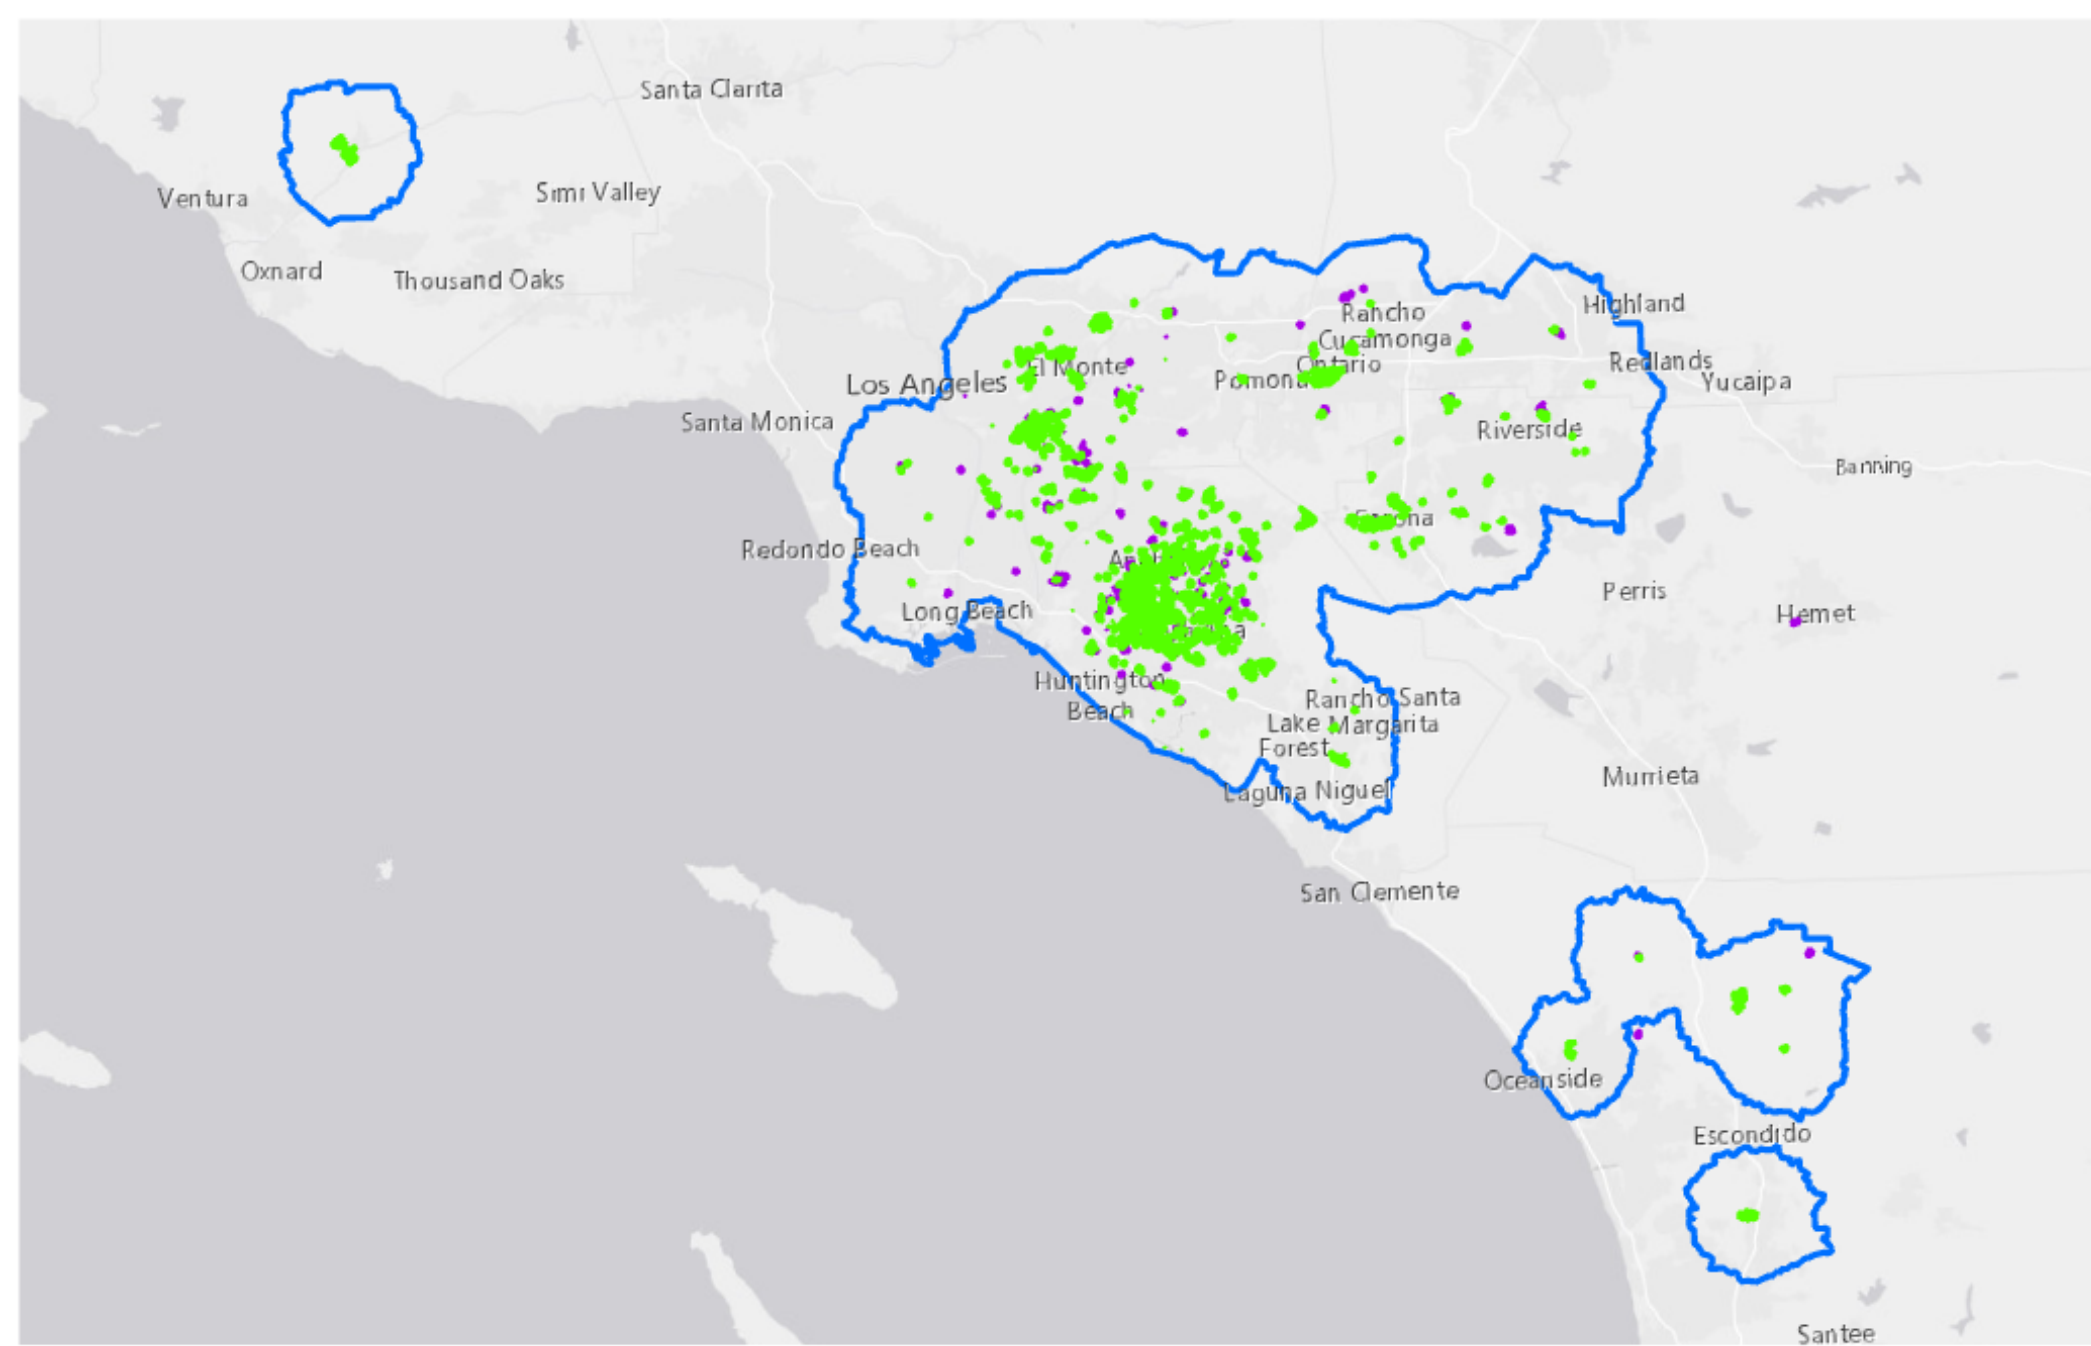 Santa Clarita
Ventura
Simi Valley
Oxnard
Thousand Oaks
Highland
Rancho
Cucamonga
El Monte
Ontario
Pomona
Redlands
Yucaipa
Los Angeles
Santa Monica
Riverside
Banning
Corona
Redondo Beach
Perris
Long Beach
Hemet
Huntington
Beach
Rancho Santa
Lake Margarita
Forest
Murrieta
Laguna Niguel
San Clemente
Oceanside
Escondido
Santee